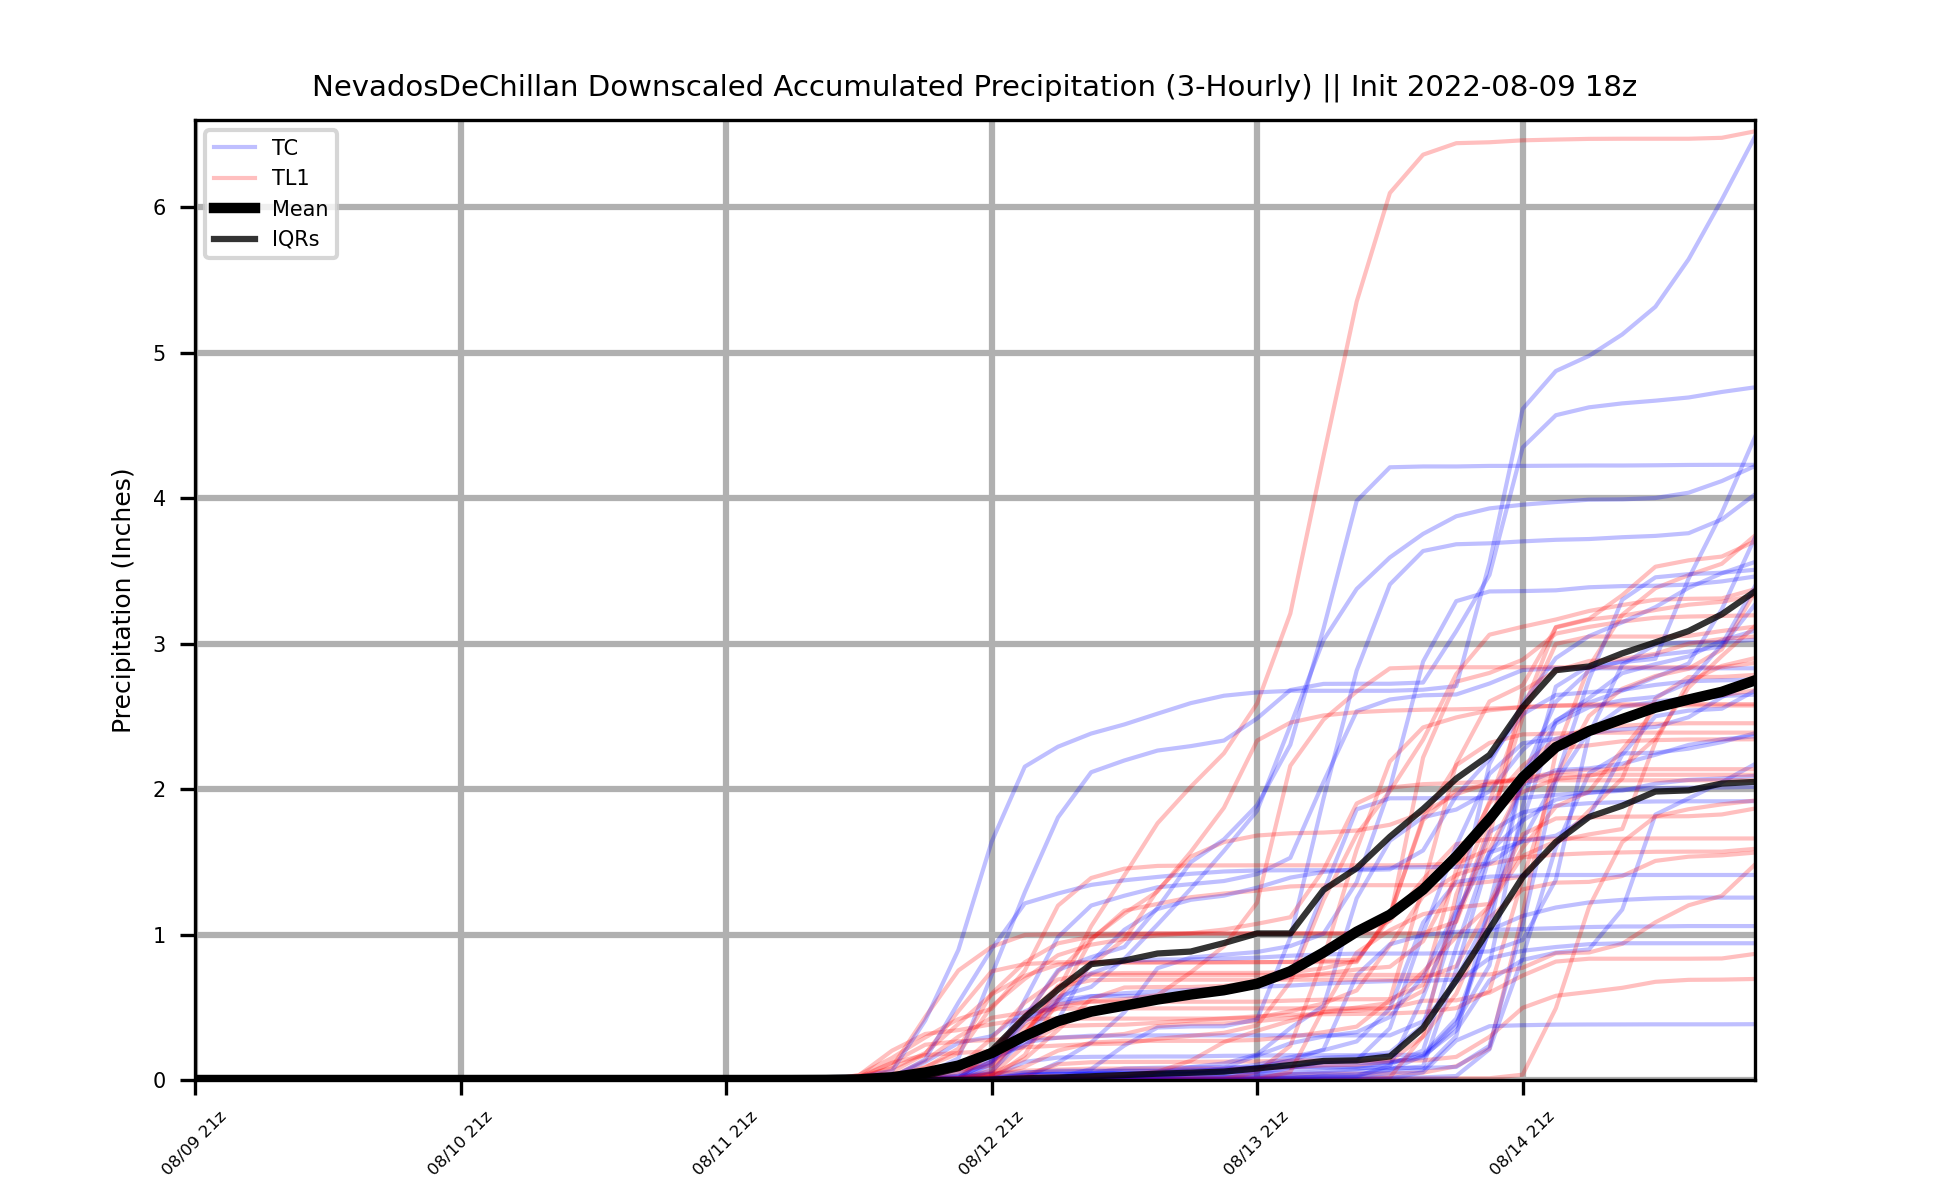 NevadosDeChillan Downscaled Accumulated Precipitation (3-Hourly) || Init 2022-08-09 18z
TC
TL1
Mean
IQRs
Precipitation (Inches)
6
5
4
3
2
1
0
08/09 21z
08/10 21z
08/11 21z
08/12 21z
08/13 21z
08/14 21z